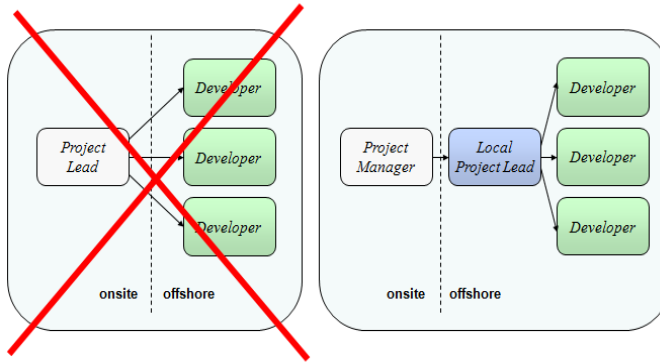 Developer
Project
Lead
Developer
Developer
onsite offshore
Developer
Project
Manager
Local
Project Lead
Developer
Developer
onsite offshore